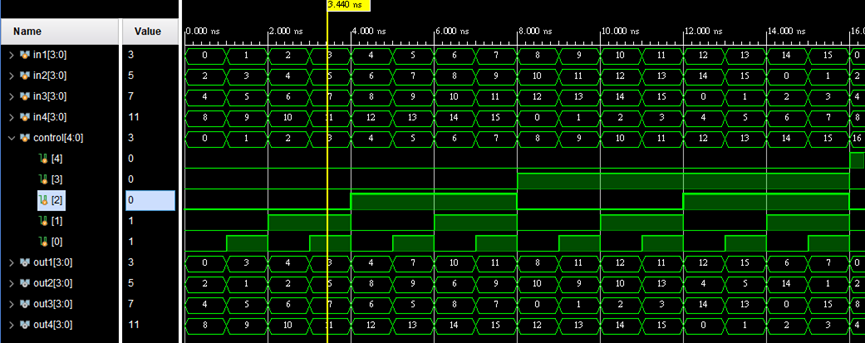 3.440 ns
Name Value 0.000 ns 2.000 ns 4.000 ns 6.000 ns 8.000 ns 10.000 ns 12.000 ns 14.000 ns 16.0
in1[3:0] 3 0 1 2 3 4 5 6 7 8 9 10 11 12 13 14 15 0
in2[3:0] 5 2 3 4 5 6 7 8 9 10 11 12 13 14 15 0 1 2
in3[3:0] 7 4 5 6 7 8 9 10 11 12 13 14 15 0 1 2 3 4
in4[3:0] 11 8 9 10 11 12 13 14 15 0 1 2 3 4 5 6 7 8
control[4:0] 3 0 1 2 3 4 5 6 7 8 9 10 11 12 13 14 15 16
[4] 0
[3] 0
[2] 0
[1] 1
[0] 1
out1[3:0] 3 0 3 4 3 4 7 10 11 8 11 12 11 12 15 6 7 0
out2[3:0] 5 2 1 2 5 8 9 6 9 10 9 10 13 4 5 14 1 2
out3[3:0] 7 4 5 6 7 6 5 8 7 0 1 2 3 14 13 0 15 4
out4[3:0] 11 8 9 10 11 12 13 14 15 12 13 14 15 0 1 2 3 8